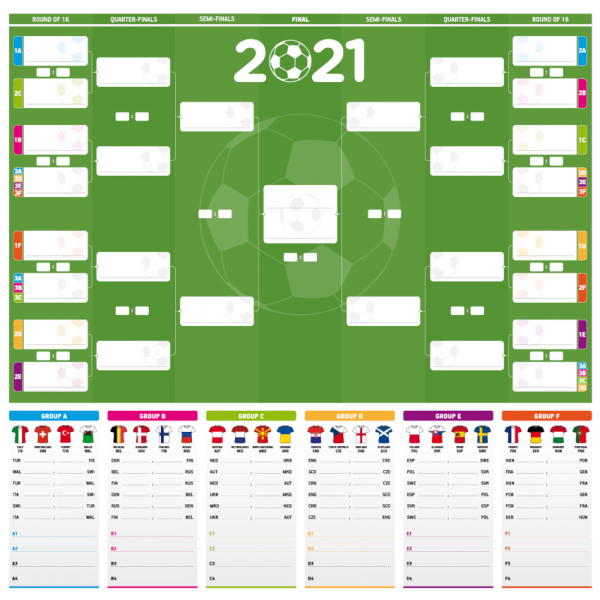 ROUND OF 16 QUARTER-FINALS SEMI-FINALS FINAL SEMI-FINALS QUARTER-FINALS ROUND OF 16
2021
1A
2C
1B
3A
3D
3E
3F
1F
3A
3B
3C
2D
2E
2A
2B
1C
3D
3E
3F
1D
2F
1E
3A
3B
3C
3D
GROUP A
ITA SWI TUR WAL
TUR : ITA
WAL : SWI
TUR : WAL
ITA : SWI
SWI : TUR
ITA : WAL
A1
A2
A3
A4
GROUP B
BEL DEN FIN RUS
DEN : FIN
BEL : RUS
FIN : RUS
DEN : BEL
RUS : DEN
FIN : BEL
B1
B2
B3
B4
GROUP C
AUT NED MKD UKR
AUT : MKD
NED : UKR
UKR : MKD
NED : AUT
MKD : NED
UKR : AUT
C1
C2
C3
C4
GROUP D
CRO CZE ENG SCO
ENG : CRO
SCO : CZE
CRO : CZE
ENG : SCO
CRO : SCO
CZE : ENG
D1
D2
D3
D4
GROUP E
POL SVK ESP SWE
ESP : SWE
POL : SVK
SWE : SVK
ESP : POL
SVK : ESP
SWE : POL
E1
E2
E3
E4
GROUP F
FRA GER HUN POR
HUN : POR
FRA : GER
HUN : FRA
POR : GER
POR : FRA
GER : HUN
F1
F2
F3
F4